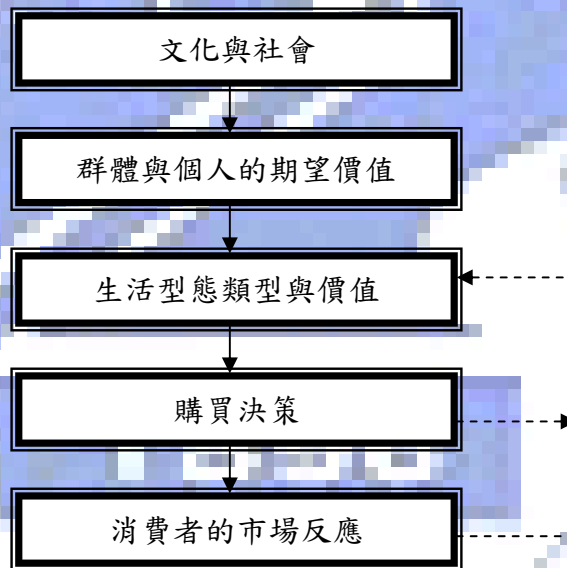 文化與社會
群體與個人的期望價值
生活型態類型與價值
購買決策
消費者的市場反應